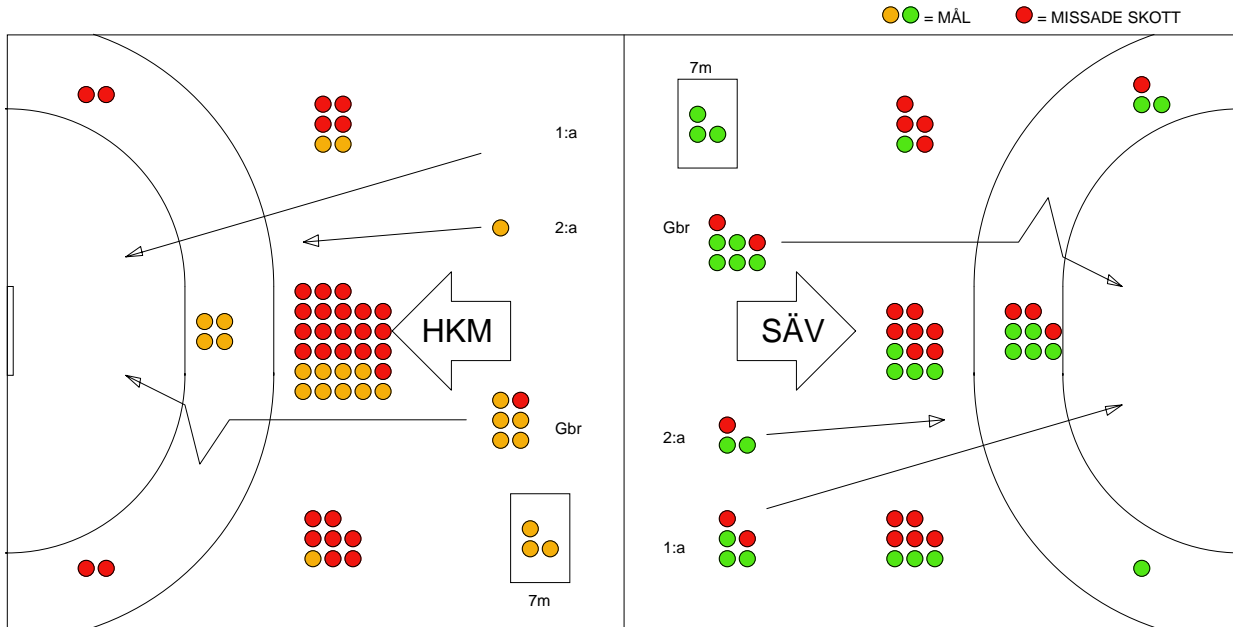 = MÅL = MISSADE SKOTT
7m
1:a
2:a
Gbr
HKM
SÄV
Gbr
2:a
1:a
7m